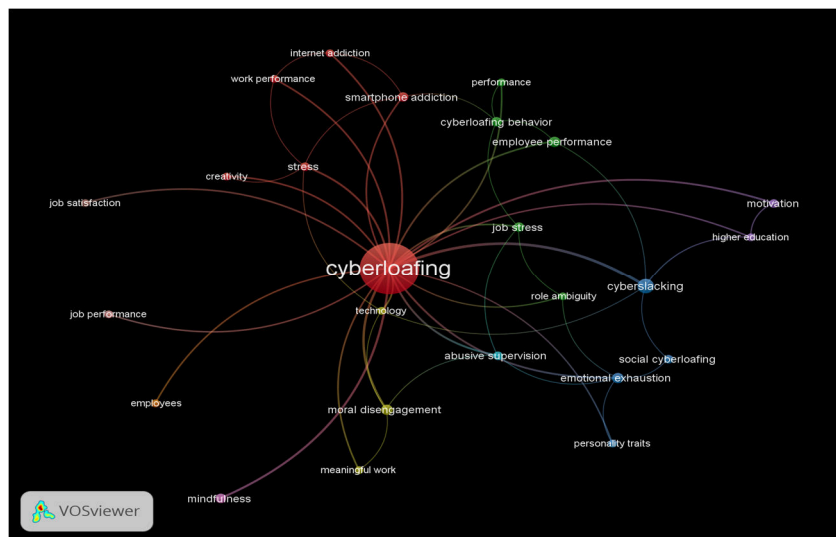 internet addiction
work performance
performance
smartphone addiction
cyberloafing behavior
employee performance
stress
creativity
job satisfaction
motivation
job stress
higher education
cyberloafing
cyberslacking
role ambiguity
technology
job performance
abusive supervision
social cyberloafing
emotional exhaustion
employees
moral disengagement
personality traits
meaningful work
mindfulness
VOSviewer